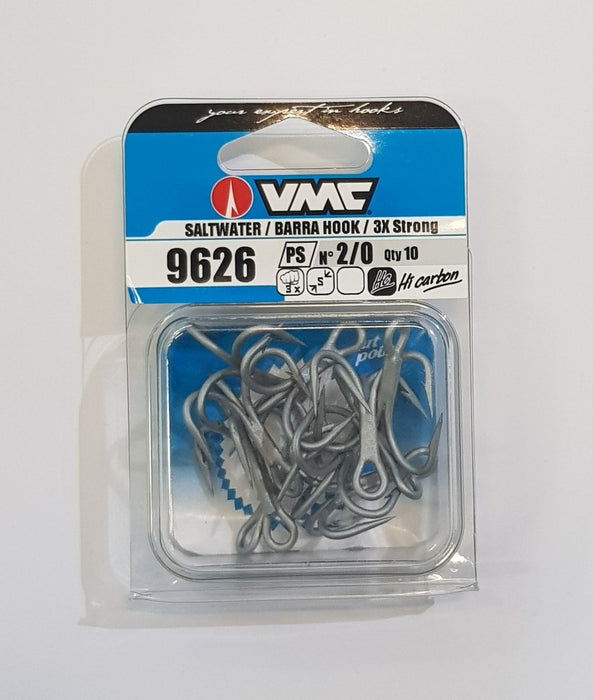 your expert in hooks
VMC
SALTWATER / BARRA HOOK / 3X Strong
9626 PS N° 2/0 Qty 10
3x S Hc Hi carbon